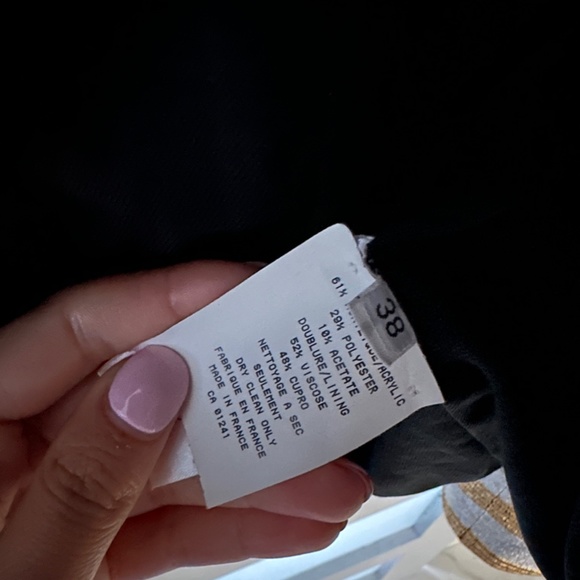 38
61%
/ACRYLIC
29% POLYESTER
10% ACETATE
DOUBLURE/LINING
52% VISCOSE
48% CUPRO
NETTOYAGE A SEC
SEULEMENT
DRY CLEAN ONLY
FABRIQUE EN FRANCE
MADE IN FRANCE
CA 01241